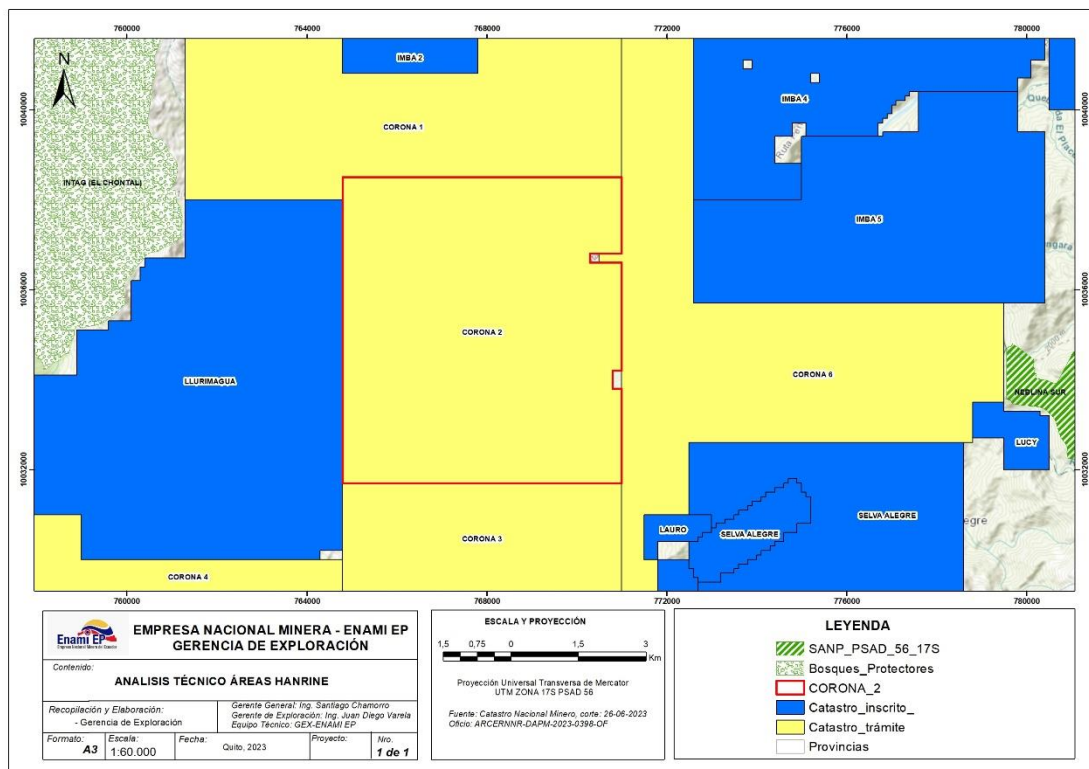 760000 764000 768000 772000 776000 780000
N
IMBA 2
IMBA 4
CORONA 1
10040000
10040000
INTAG (EL CHONTAL)
IMBA 5
10036000
10036000
CORONA 2
LLURIMAGUA
CORONA 6
NEBLINA SUR
LUCY
10032000
10032000
LAURO
SELVA ALEGRE
SELVA ALEGRE
CORONA 3
CORONA 4
760000 764000 768000 772000 776000 780000
Enami EP
EMPRESA NACIONAL MINERA - ENAMI EP
GERENCIA DE EXPLORACIÓN
Contenido:
ANALISIS TÉCNICO ÁREAS HANRINE
Recopilación y Elaboración:
- Gerencia de Exploración
Gerente General: Ing. Santiago Chamorro
Gerente de Exploración: Ing. Juan Diego Varela
Equipo Técnico: GEX-ENAMI EP
Formato: A3
Escala: 1:60.000
Fecha: Quito, 2023
Proyecto:
Nro. 1 de 1
ESCALA Y PROYECCIÓN
1,5 0,75 0 1,5 3
Km
Proyección Universal Transversa de Mercator
UTM ZONA 17S PSAD 56
Fuente: Catastro Nacional Minero, corte: 26-06-2023
Oficio: ARCERNNR-DAPM-2023-0398-OF
LEYENDA
SANP_PSAD_56_17S
Bosques_Protectores
CORONA_2
Catastro_inscrito_
Catastro_trámite
Provincias